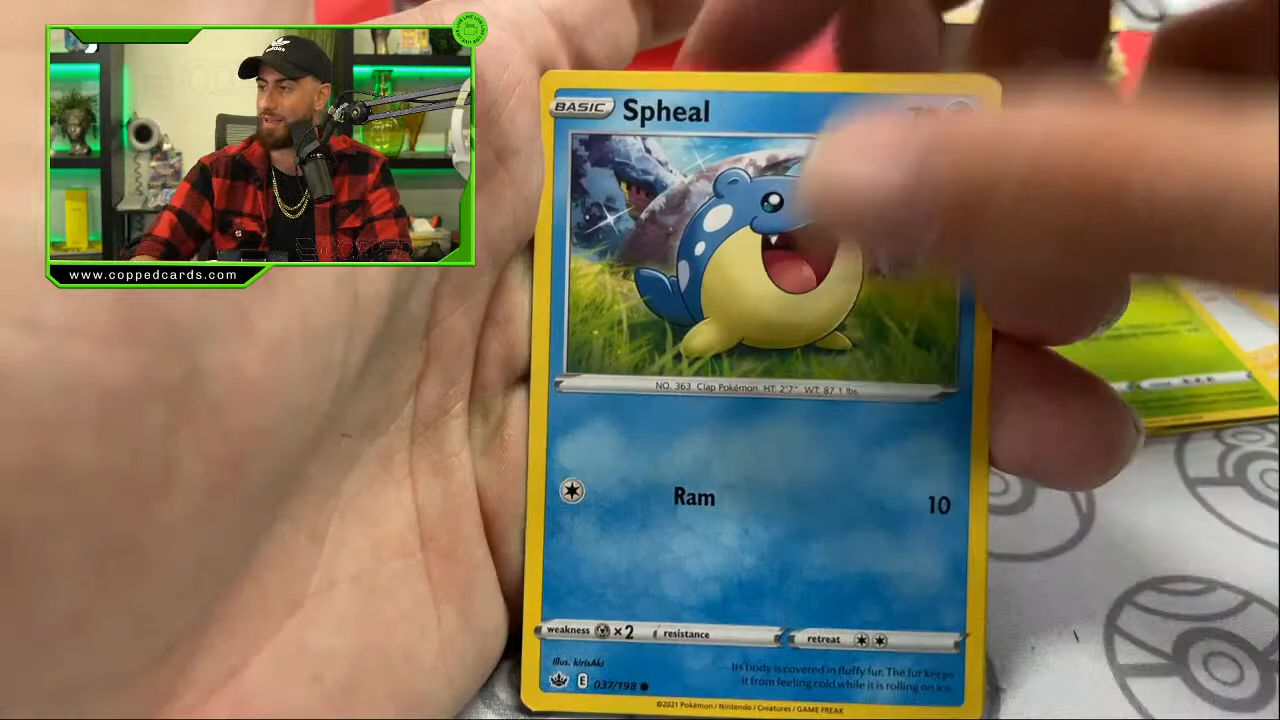 www.coppedcards.com
BASIC Spheal
NO. 363 Clap Pokémon. HT: 2'7" WT: 87.1 lbs
Ram 10
weakness ×2 resistance retreat
Illus. kirisAki
Its body is covered in fluffy fur. The fur keeps
it from feeling cold while it is rolling on ice.
E 037/198
©2021 Pokémon / Nintendo / Creatures / GAME FREAK